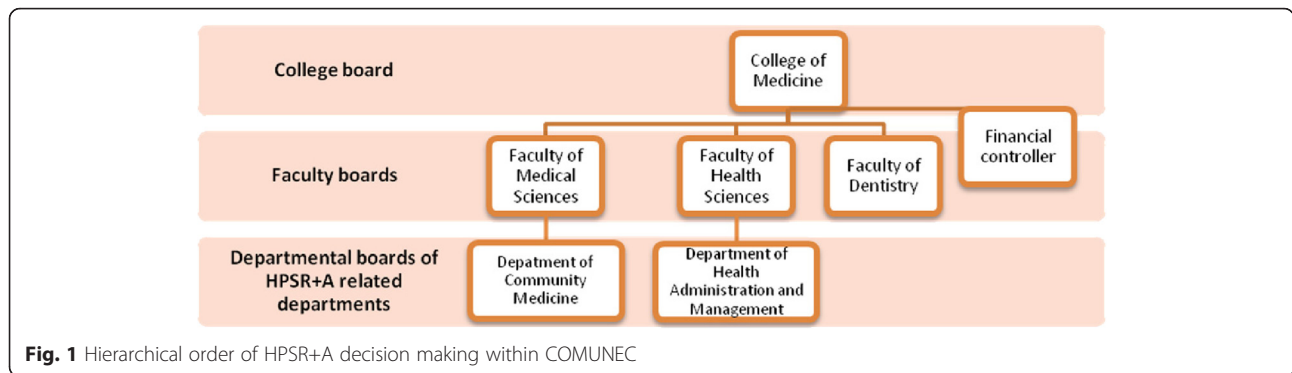 College board
College of
Medicine
Financial
controller
Faculty boards
Faculty of
Medical
Sciences
Faculty of
Health
Sciences
Faculty of
Dentistry
Departmental boards of
HPSR+A related
departments
Depatment of
Community
Medicine
Department of
Health
Administration and
Management
Fig. 1 Hierarchical order of HPSR+A decision making within COMUNEC